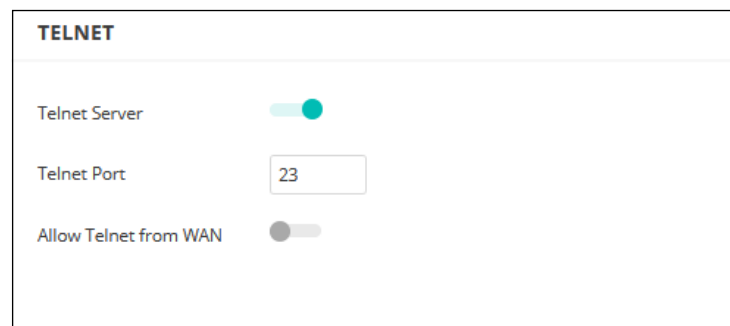 TELNET
Telnet Server
Telnet Port 23
Allow Telnet from WAN